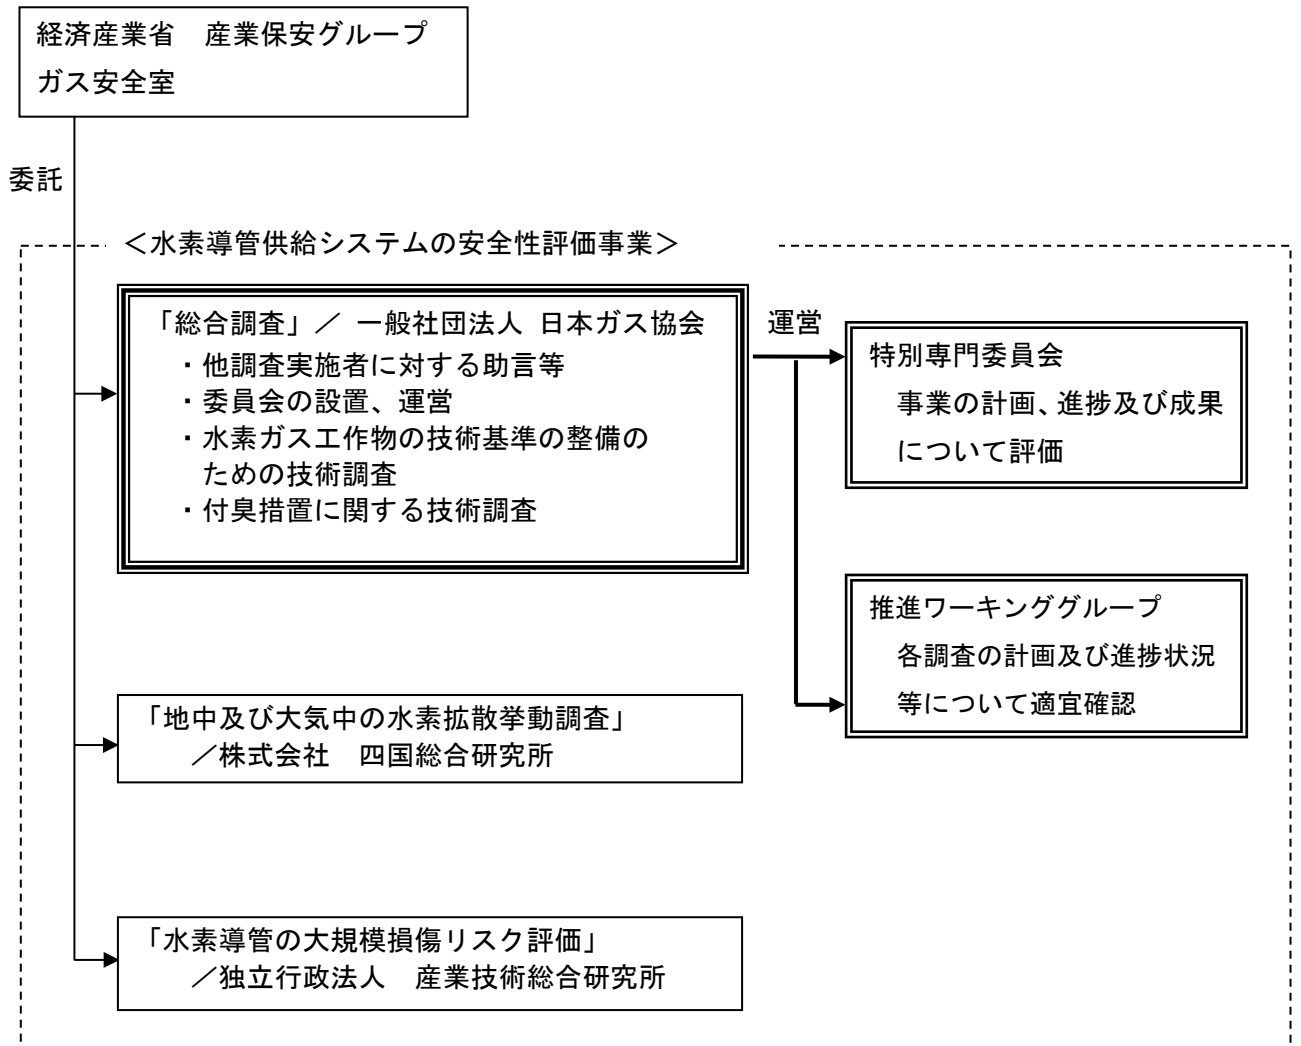 経済産業省　産業保安グループ
ガス安全室
委託
＜水素導管供給システムの安全性評価事業＞
「総合調査」／ 一般社団法人 日本ガス協会
・他調査実施者に対する助言等
・委員会の設置、運営
・水素ガス工作物の技術基準の整備の
ための技術調査
・付臭措置に関する技術調査
運営
特別専門委員会
事業の計画、進捗及び成果
について評価
推進ワーキンググループ
各調査の計画及び進捗状況
等について適宜確認
「地中及び大気中の水素拡散挙動調査」
／株式会社　四国総合研究所
「水素導管の大規模損傷リスク評価」
／独立行政法人　産業技術総合研究所